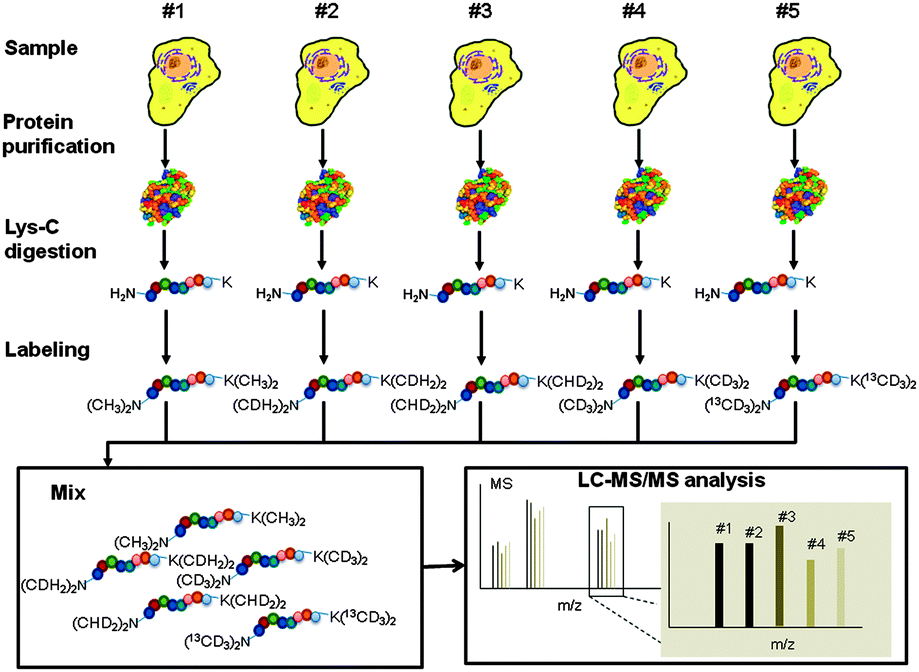 #1 #2 #3 #4 #5
Sample
Protein
purification
Lys-C
digestion
H₂N K H₂N K H₂N K H₂N K H₂N K
Labeling
K(CH₃)₂ K(CDH₂)₂ K(CHD₂)₂ K(CD₃)₂ K(¹³CD₃)₂
(CH₃)₂N (CDH₂)₂N (CHD₂)₂N (CD₃)₂N (¹³CD₃)₂N
Mix
K(CH₃)₂
(CH₃)₂N
K(CDH₂)₂ K(CD₃)₂
(CDH₂)₂N (CD₃)₂N
K(CHD₂)₂
(CHD₂)₂N
K(¹³CD₃)₂
(¹³CD₃)₂N
LC-MS/MS analysis
MS
m/z
#1 #2 #3 #4 #5
m/z